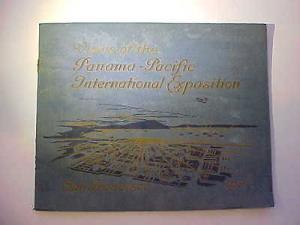 Views of the
Panama-Pacific
International Exposition
San Francisco